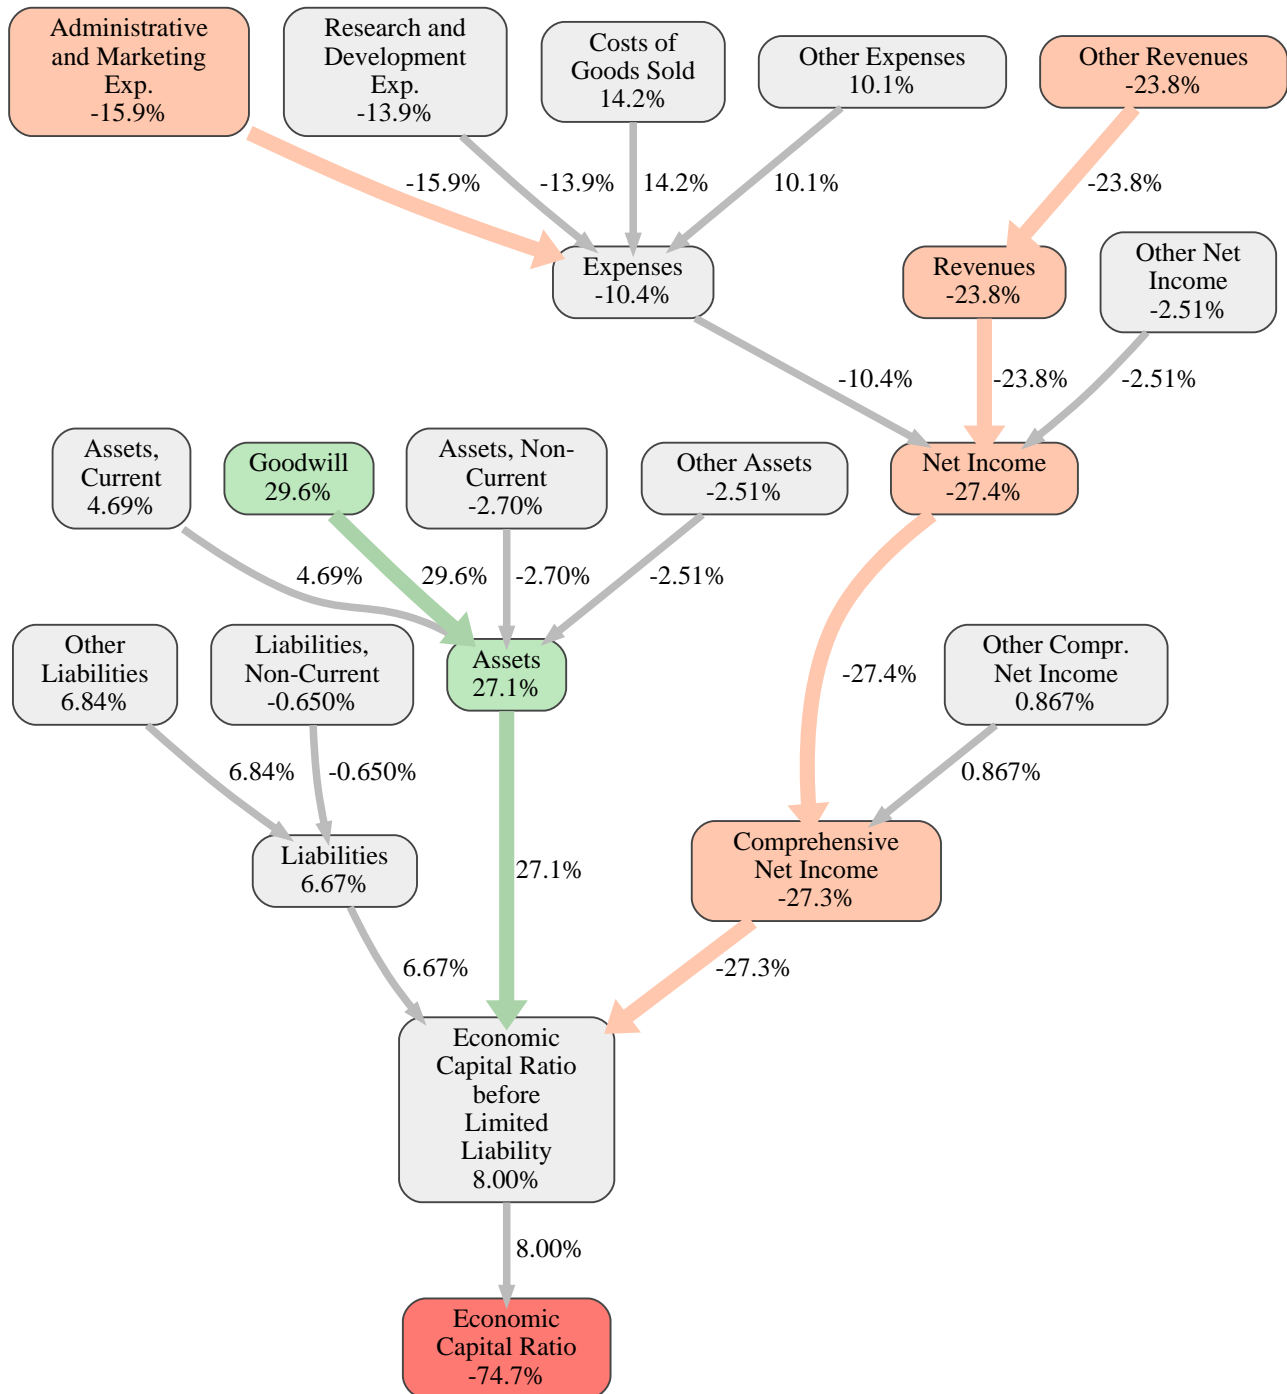 Administrative
and Marketing
Exp.
-15.9%
Research and
Development
Exp.
-13.9%
Costs of
Goods Sold
14.2%
Other Expenses
10.1%
Other Revenues
-23.8%
-15.9%
-13.9%
14.2%
10.1%
-23.8%
Expenses
-10.4%
Revenues
-23.8%
Other Net
Income
-2.51%
-10.4%
-23.8%
-2.51%
Assets,
Current
4.69%
Goodwill
29.6%
Assets, Non-
Current
-2.70%
Other Assets
-2.51%
Net Income
-27.4%
4.69%
29.6%
-2.70%
-2.51%
Other
Liabilities
6.84%
Liabilities,
Non-Current
-0.650%
Assets
27.1%
-27.4%
Other Compr.
Net Income
0.867%
6.84%
-0.650%
0.867%
Liabilities
6.67%
27.1%
Comprehensive
Net Income
-27.3%
6.67%
-27.3%
Economic
Capital Ratio
before
Limited
Liability
8.00%
8.00%
Economic
Capital Ratio
-74.7%